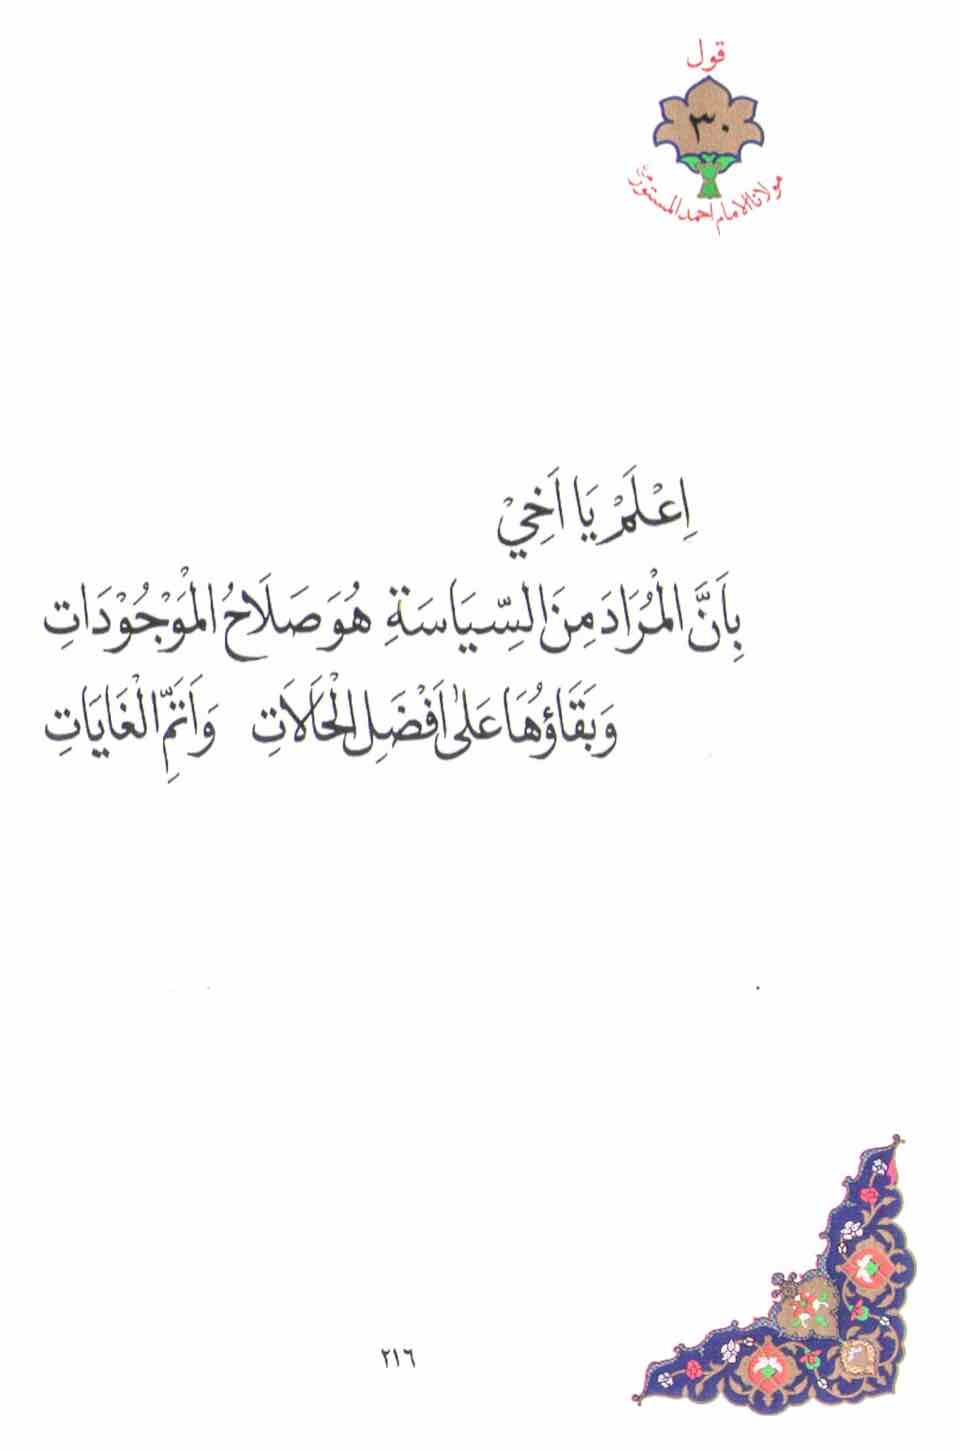 قول
٣٠
مولانا الامام احمد المستور
اِعْلَمْ يَا اَخِيْ
بِاَنَّ الْمُرَادَ مِنَ السِّيَاسَةِ هُوَ صَلَاحُ الْمَوْجُوْدَاتِ
وَبَقَاؤُهَا عَلىٰ اَفْضَلِ الْحَالَاتِ وَاَتَمِّ الْغَايَاتِ
٢١٦